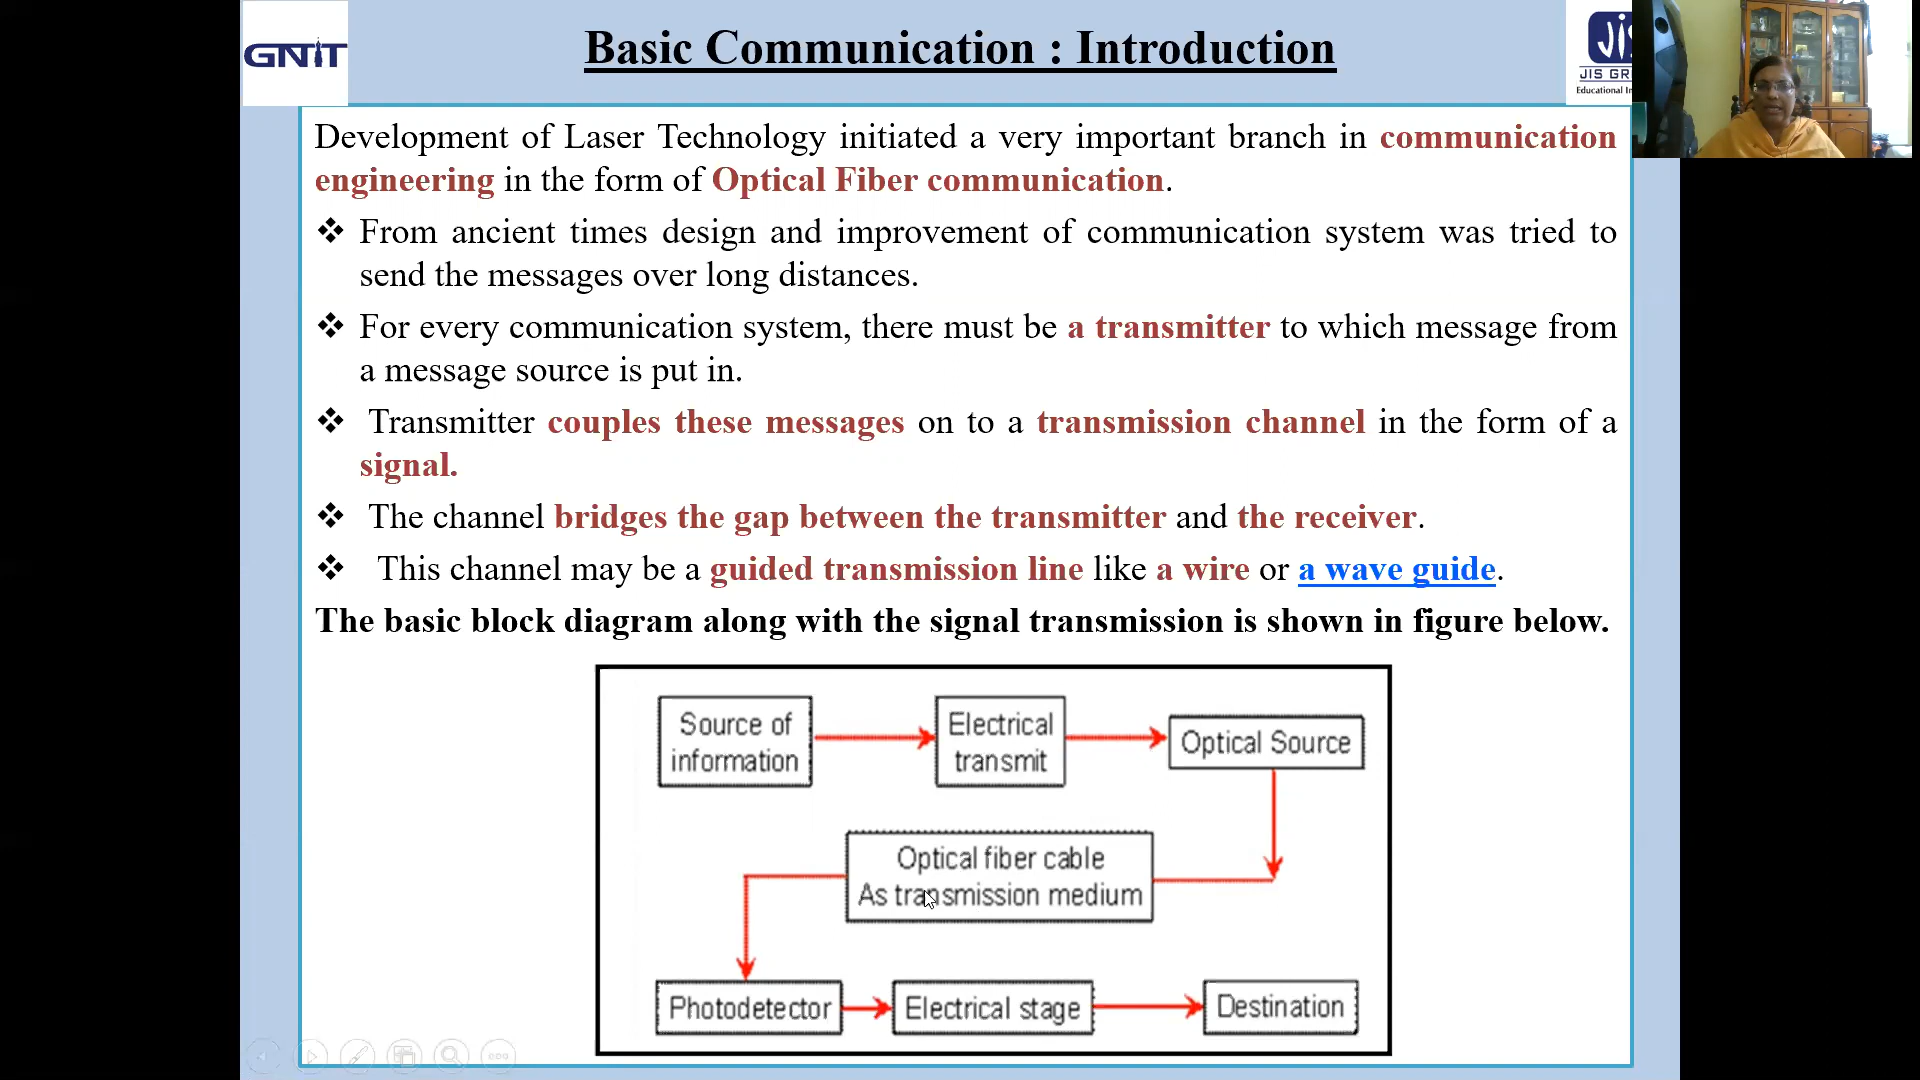 GNIT
Basic Communication : Introduction
JIS
JIS GR
Educational In
Development of Laser Technology initiated a very important branch in communication
engineering in the form of Optical Fiber communication.
❖ From ancient times design and improvement of communication system was tried to
send the messages over long distances.
❖ For every communication system, there must be a transmitter to which message from
a message source is put in.
❖ Transmitter couples these messages on to a transmission channel in the form of a
signal.
❖ The channel bridges the gap between the transmitter and the receiver.
❖ This channel may be a guided transmission line like a wire or a wave guide.
The basic block diagram along with the signal transmission is shown in figure below.
Source of
information
Electrical
transmit
Optical Source
Optical fiber cable
As transmission medium
Photodetector
Electrical stage
Destination